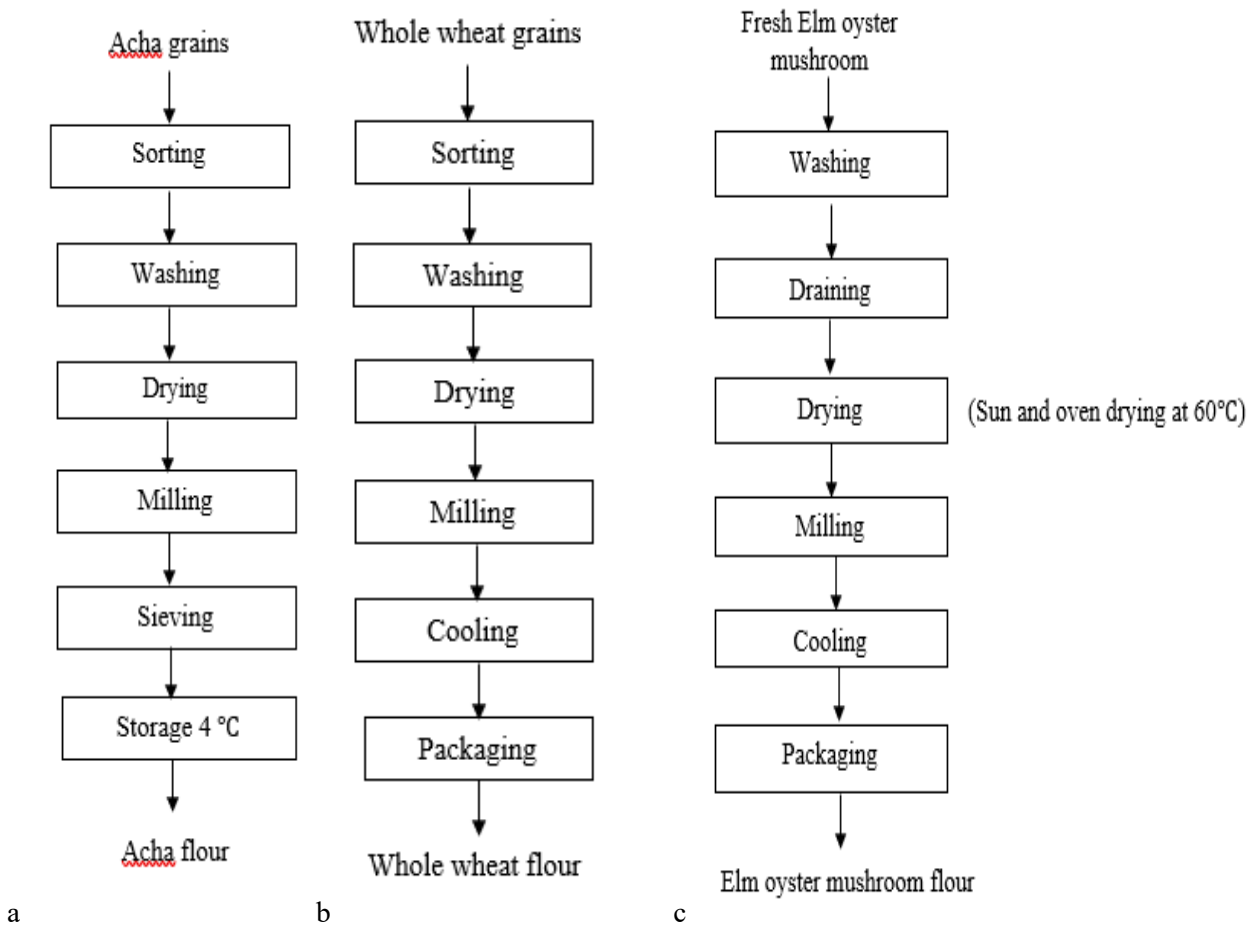 Acha grains
Sorting
Washing
Drying
Milling
Sieving
Storage 4 °C
Acha flour
a
Whole wheat grains
Sorting
Washing
Drying
Milling
Cooling
Packaging
Whole wheat flour
b
Fresh Elm oyster
mushroom
Washing
Draining
Drying
(Sun and oven drying at 60°C)
Milling
Cooling
Packaging
Elm oyster mushroom flour
c